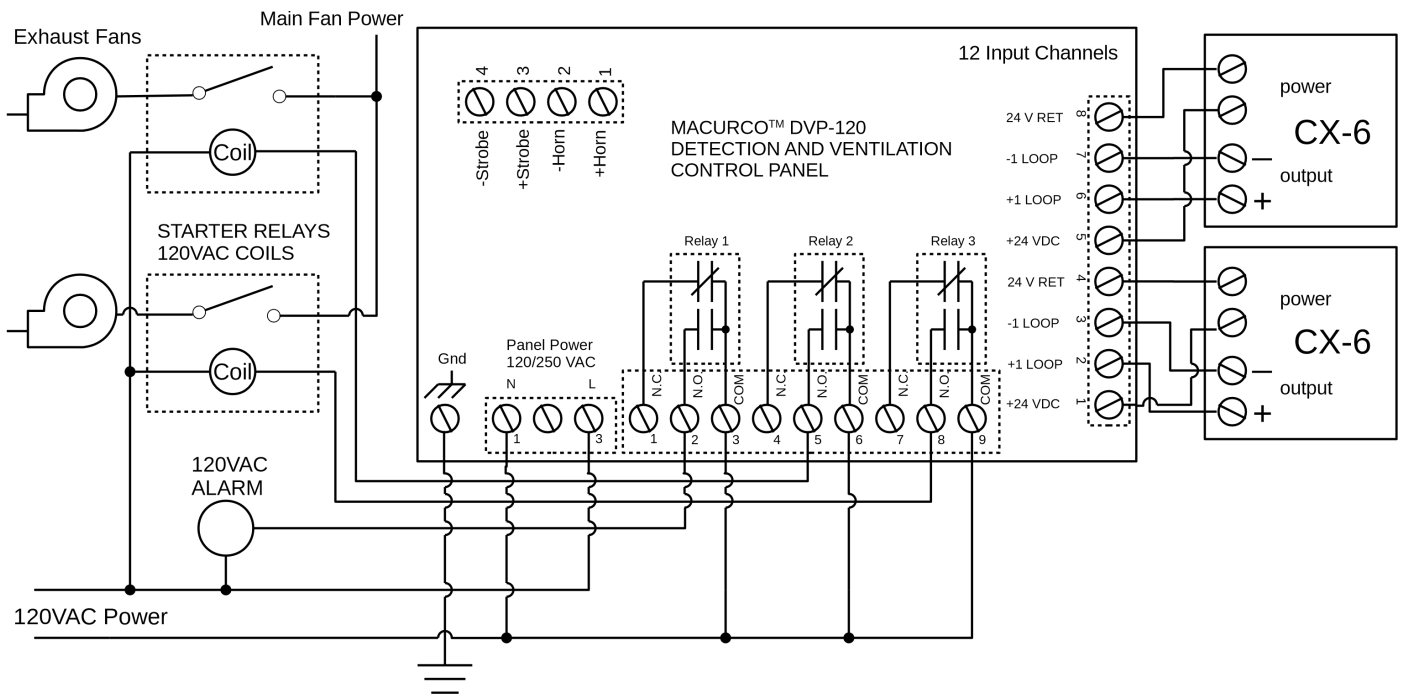 Main Fan Power
Exhaust Fans
12 Input Channels
4 3 2 1
-Strobe +Strobe -Horn +Horn
MACURCO™ DVP-120
DETECTION AND VENTILATION
CONTROL PANEL
24 V RET 8
-1 LOOP 7
+1 LOOP 6
+24 VDC 5
24 V RET 4
-1 LOOP 3
+1 LOOP 2
+24 VDC 1
power
CX-6
output
–
+
power
CX-6
output
–
+
Coil
STARTER RELAYS
120VAC COILS
Coil
Relay 1 Relay 2 Relay 3
Gnd
Panel Power
120/250 VAC
N L
1 3
N.C. N.O. COM N.C. N.O. COM N.C. N.O. COM
1 2 3 4 5 6 7 8 9
120VAC
ALARM
120VAC Power